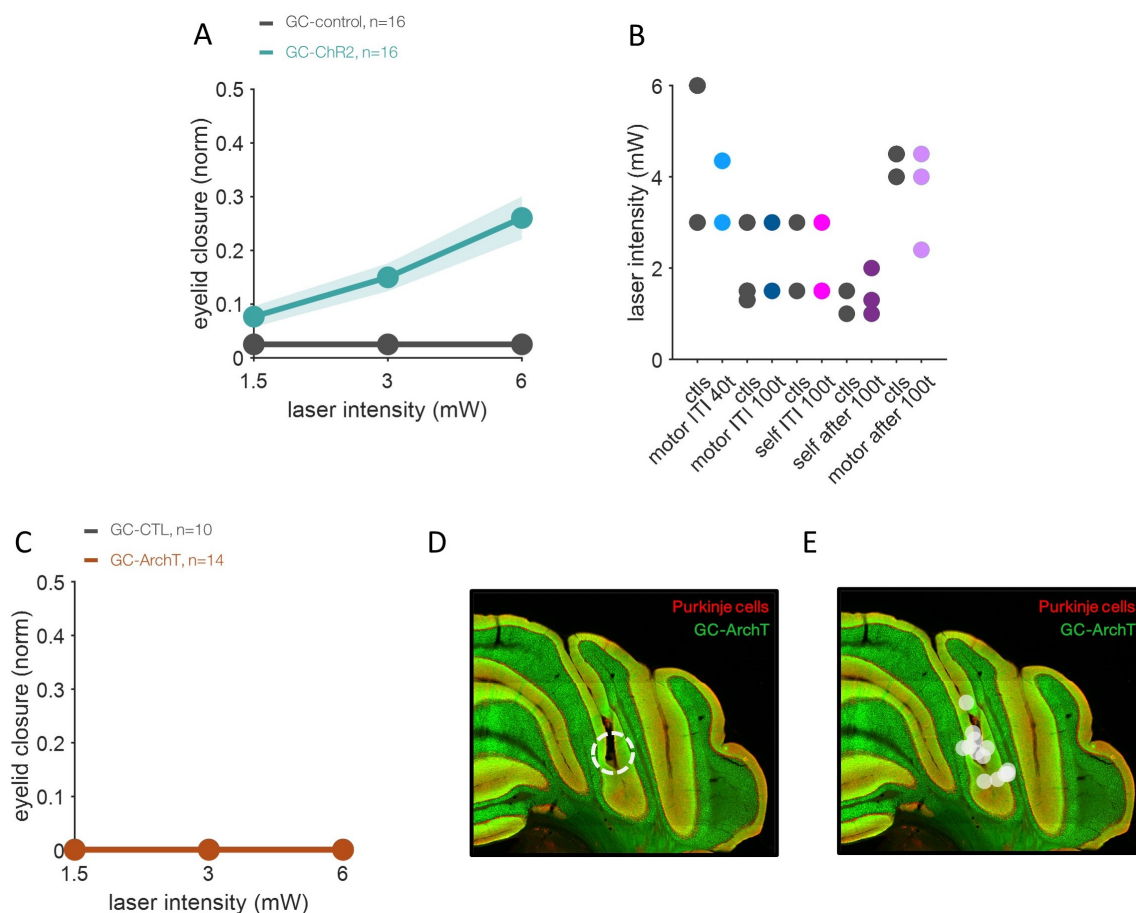 A
GC-control, n=16
GC-ChR2, n=16
0.5
0.4
0.3
0.2
0.1
0
eyelid closure (norm)
1.5 3 6
laser intensity (mW)
B
6
4
2
0
laser intensity (mW)
ctls
motor ITI 40t
ctls
motor ITI 100t
ctls
self ITI 100t
ctls
self after 100t
ctls
motor after 100t
C
GC-CTL, n=10
GC-ArchT, n=14
0.5
0.4
0.3
0.2
0.1
0
eyelid closure (norm)
1.5 3 6
laser intensity (mW)
D
Purkinje cells
GC-ArchT
E
Purkinje cells
GC-ArchT